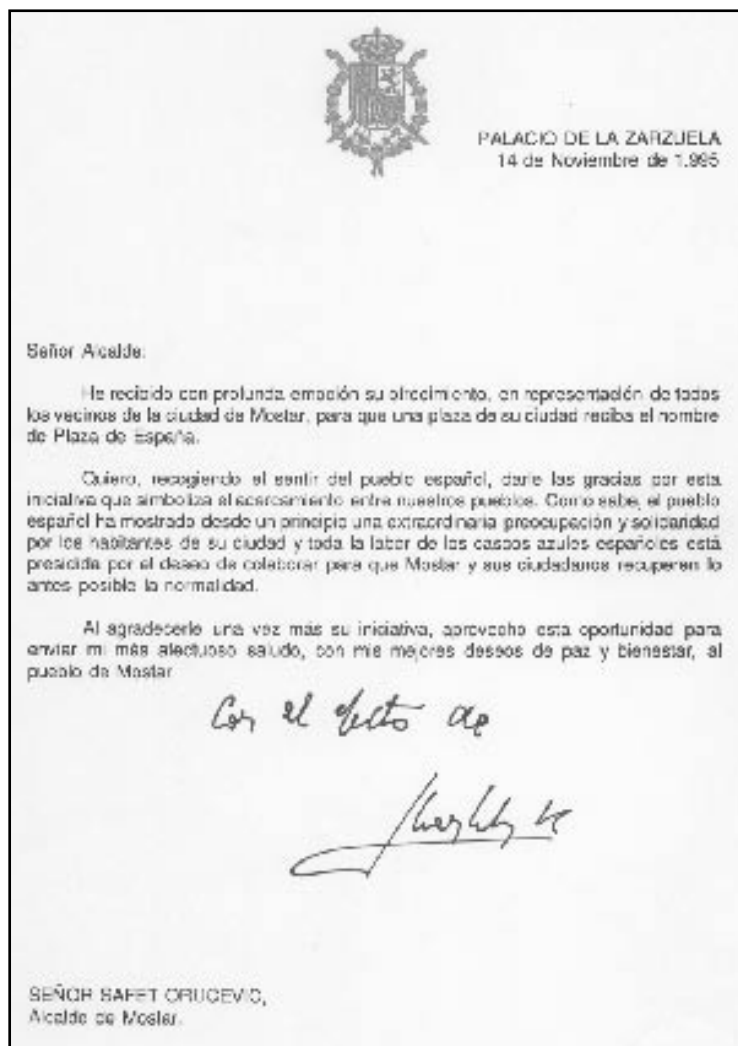 PALACIO DE LA ZARZUELA
14 de Noviembre de 1.995
Señor Alcalde:
He recibido con profunda emoción su ofrecimiento, en representación de todos
los vecinos de la ciudad de Mostar, para que una plaza de su ciudad reciba el nombre
de Plaza de España.
Quiero, recogiendo el sentir del pueblo español, darle las gracias por esta
iniciativa que simboliza el acercamiento entre nuestros pueblos. Como sabe, el pueblo
español ha mostrado desde un principio una extraordinaria preocupación y solidaridad
por los habitantes de su ciudad y toda la labor de los cascos azules españoles está
presidida por el deseo de colaborar para que Mostar y sus ciudadanos recuperen lo
antes posible la normalidad.
Al agradecerle una vez más su iniciativa, aprovecho esta oportunidad para
enviar mi más afectuoso saludo, con mis mejores deseos de paz y bienestar, al
pueblo de Mostar
Con el afecto de
SEÑOR SAFET ORUCEVIC,
Alcalde de Mostar.